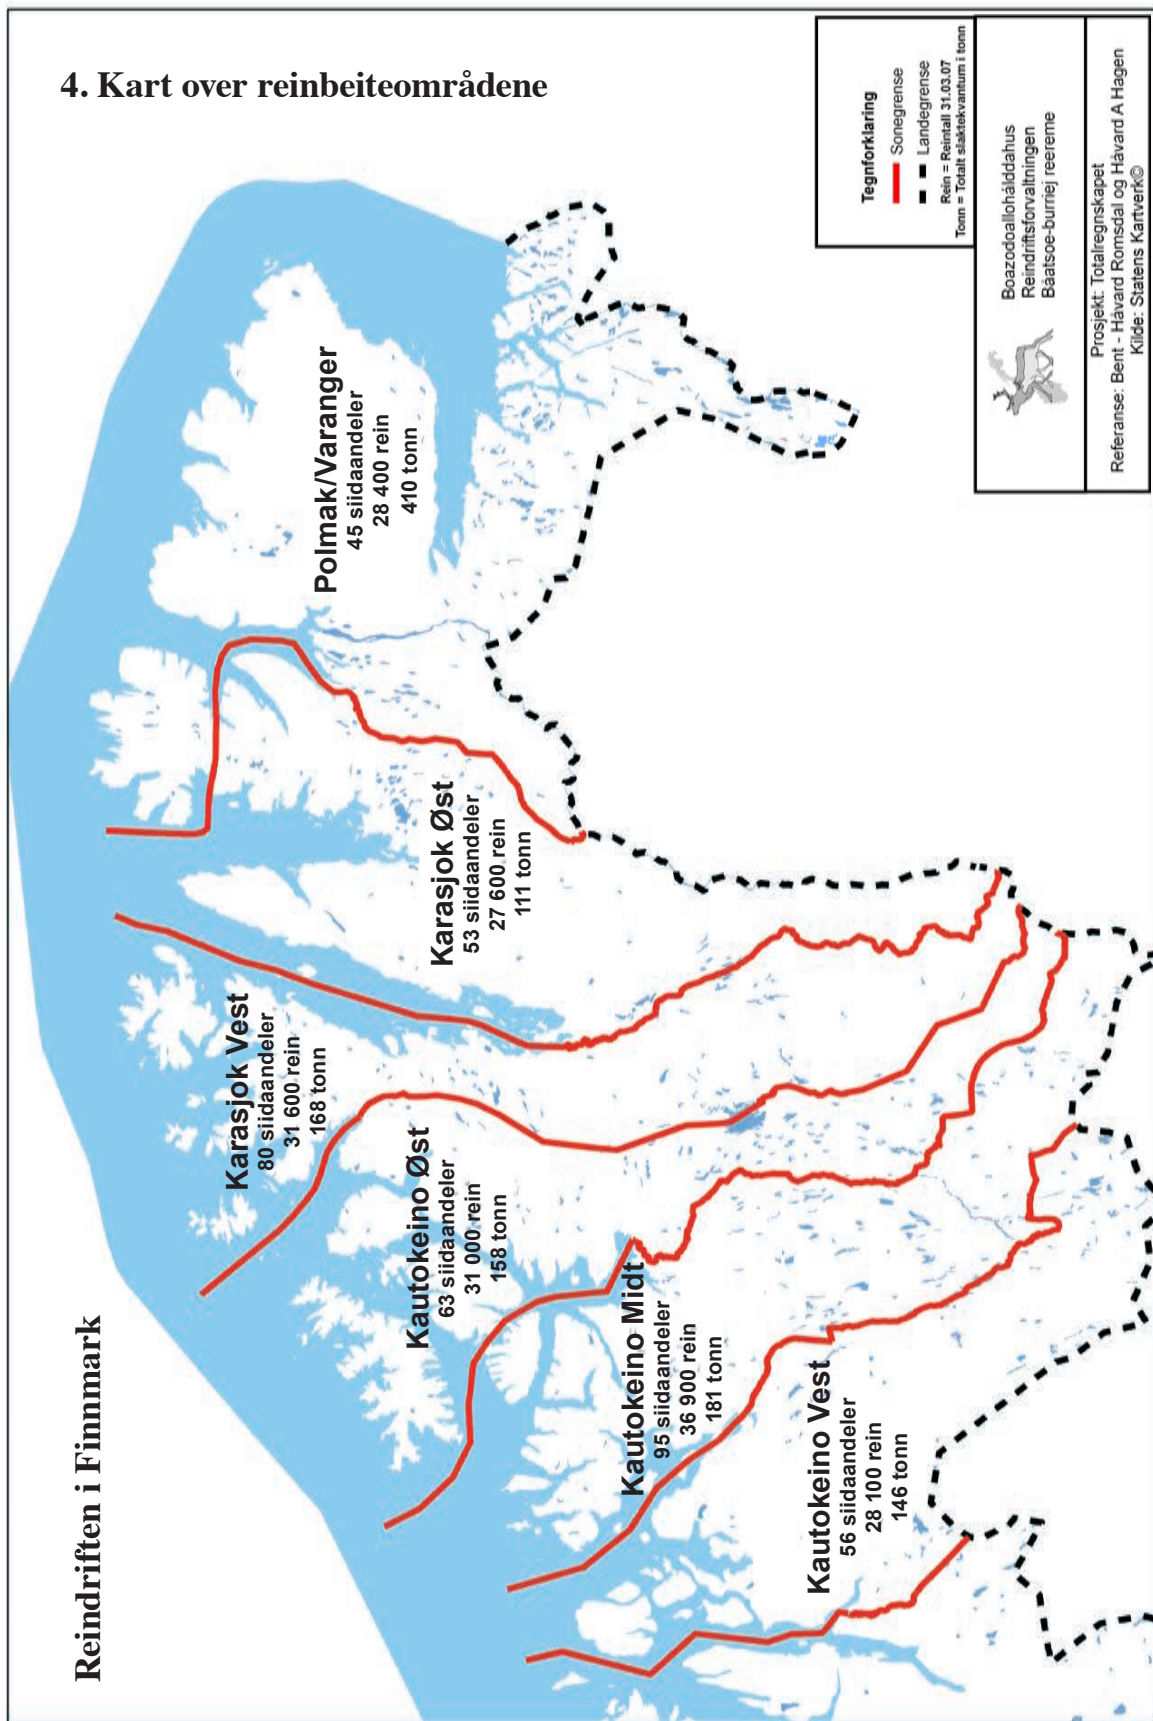 4. Kart over reinbeiteområdene
Reindriften i Finnmark
Polmak/Varanger
45 siidaandeler
28 400 rein
410 tonn
Karasjok Øst
53 siidaandeler
27 600 rein
111 tonn
Karasjok Vest
80 siidaandeler
31 600 rein
168 tonn
Kautokeino Øst
63 siidaandeler
31 000 rein
158 tonn
Kautokeino Midt
95 siidaandeler
36 900 rein
181 tonn
Kautokeino Vest
56 siidaandeler
28 100 rein
146 tonn
Tegnforklaring
Sonegrense
Landegrense
Rein = Reintall 31.03.07
Tonn = Totalt slaktekvantum i tonn
Boazodoallohálddahus
Reindriftsforvaltningen
Båatsoe-burriej reereme
Prosjekt: Totalregnskapet
Referanse: Bent - Håvard Romsdal og Håvard A Hagen
Kilde: Statens Kartverk©